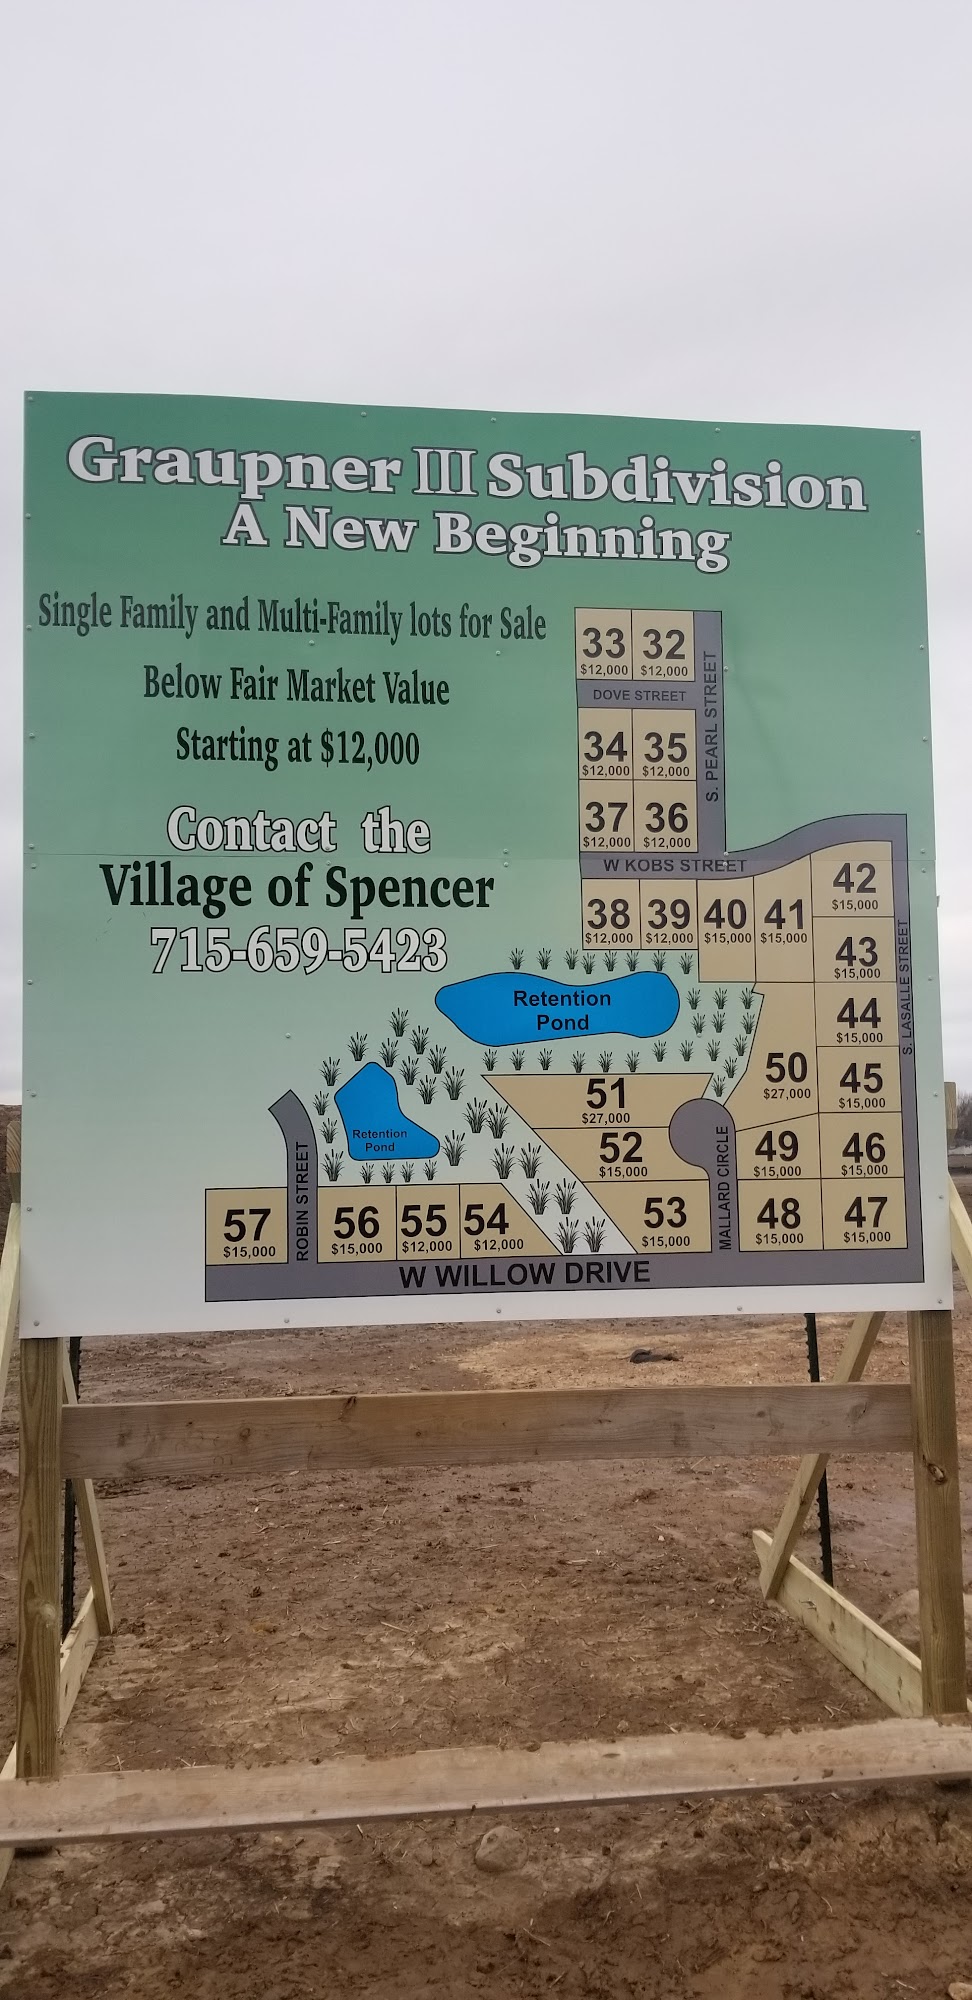 Graupner III Subdivision
A New Beginning
Single Family and Multi-Family lots for Sale
Below Fair Market Value
Starting at $12,000
Contact the
Village of Spencer
715-659-5423
33 32
$12,000 $12,000
DOVE STREET
S. PEARL STREET
34 35
$12,000 $12,000
37 36
$12,000 $12,000
W KOBS STREET
42
$15,000
38 39 40 41
$12,000 $12,000 $15,000 $15,000
43
$15,000
S. LASALLE STREET
Retention
Pond
44
$15,000
50
$27,000
45
$15,000
51
$27,000
Retention
Pond
52
$15,000
MALLARD CIRCLE
49 46
$15,000 $15,000
ROBIN STREET
57 56 55 54 53 48 47
$15,000 $15,000 $12,000 $12,000 $15,000 $15,000 $15,000
W WILLOW DRIVE